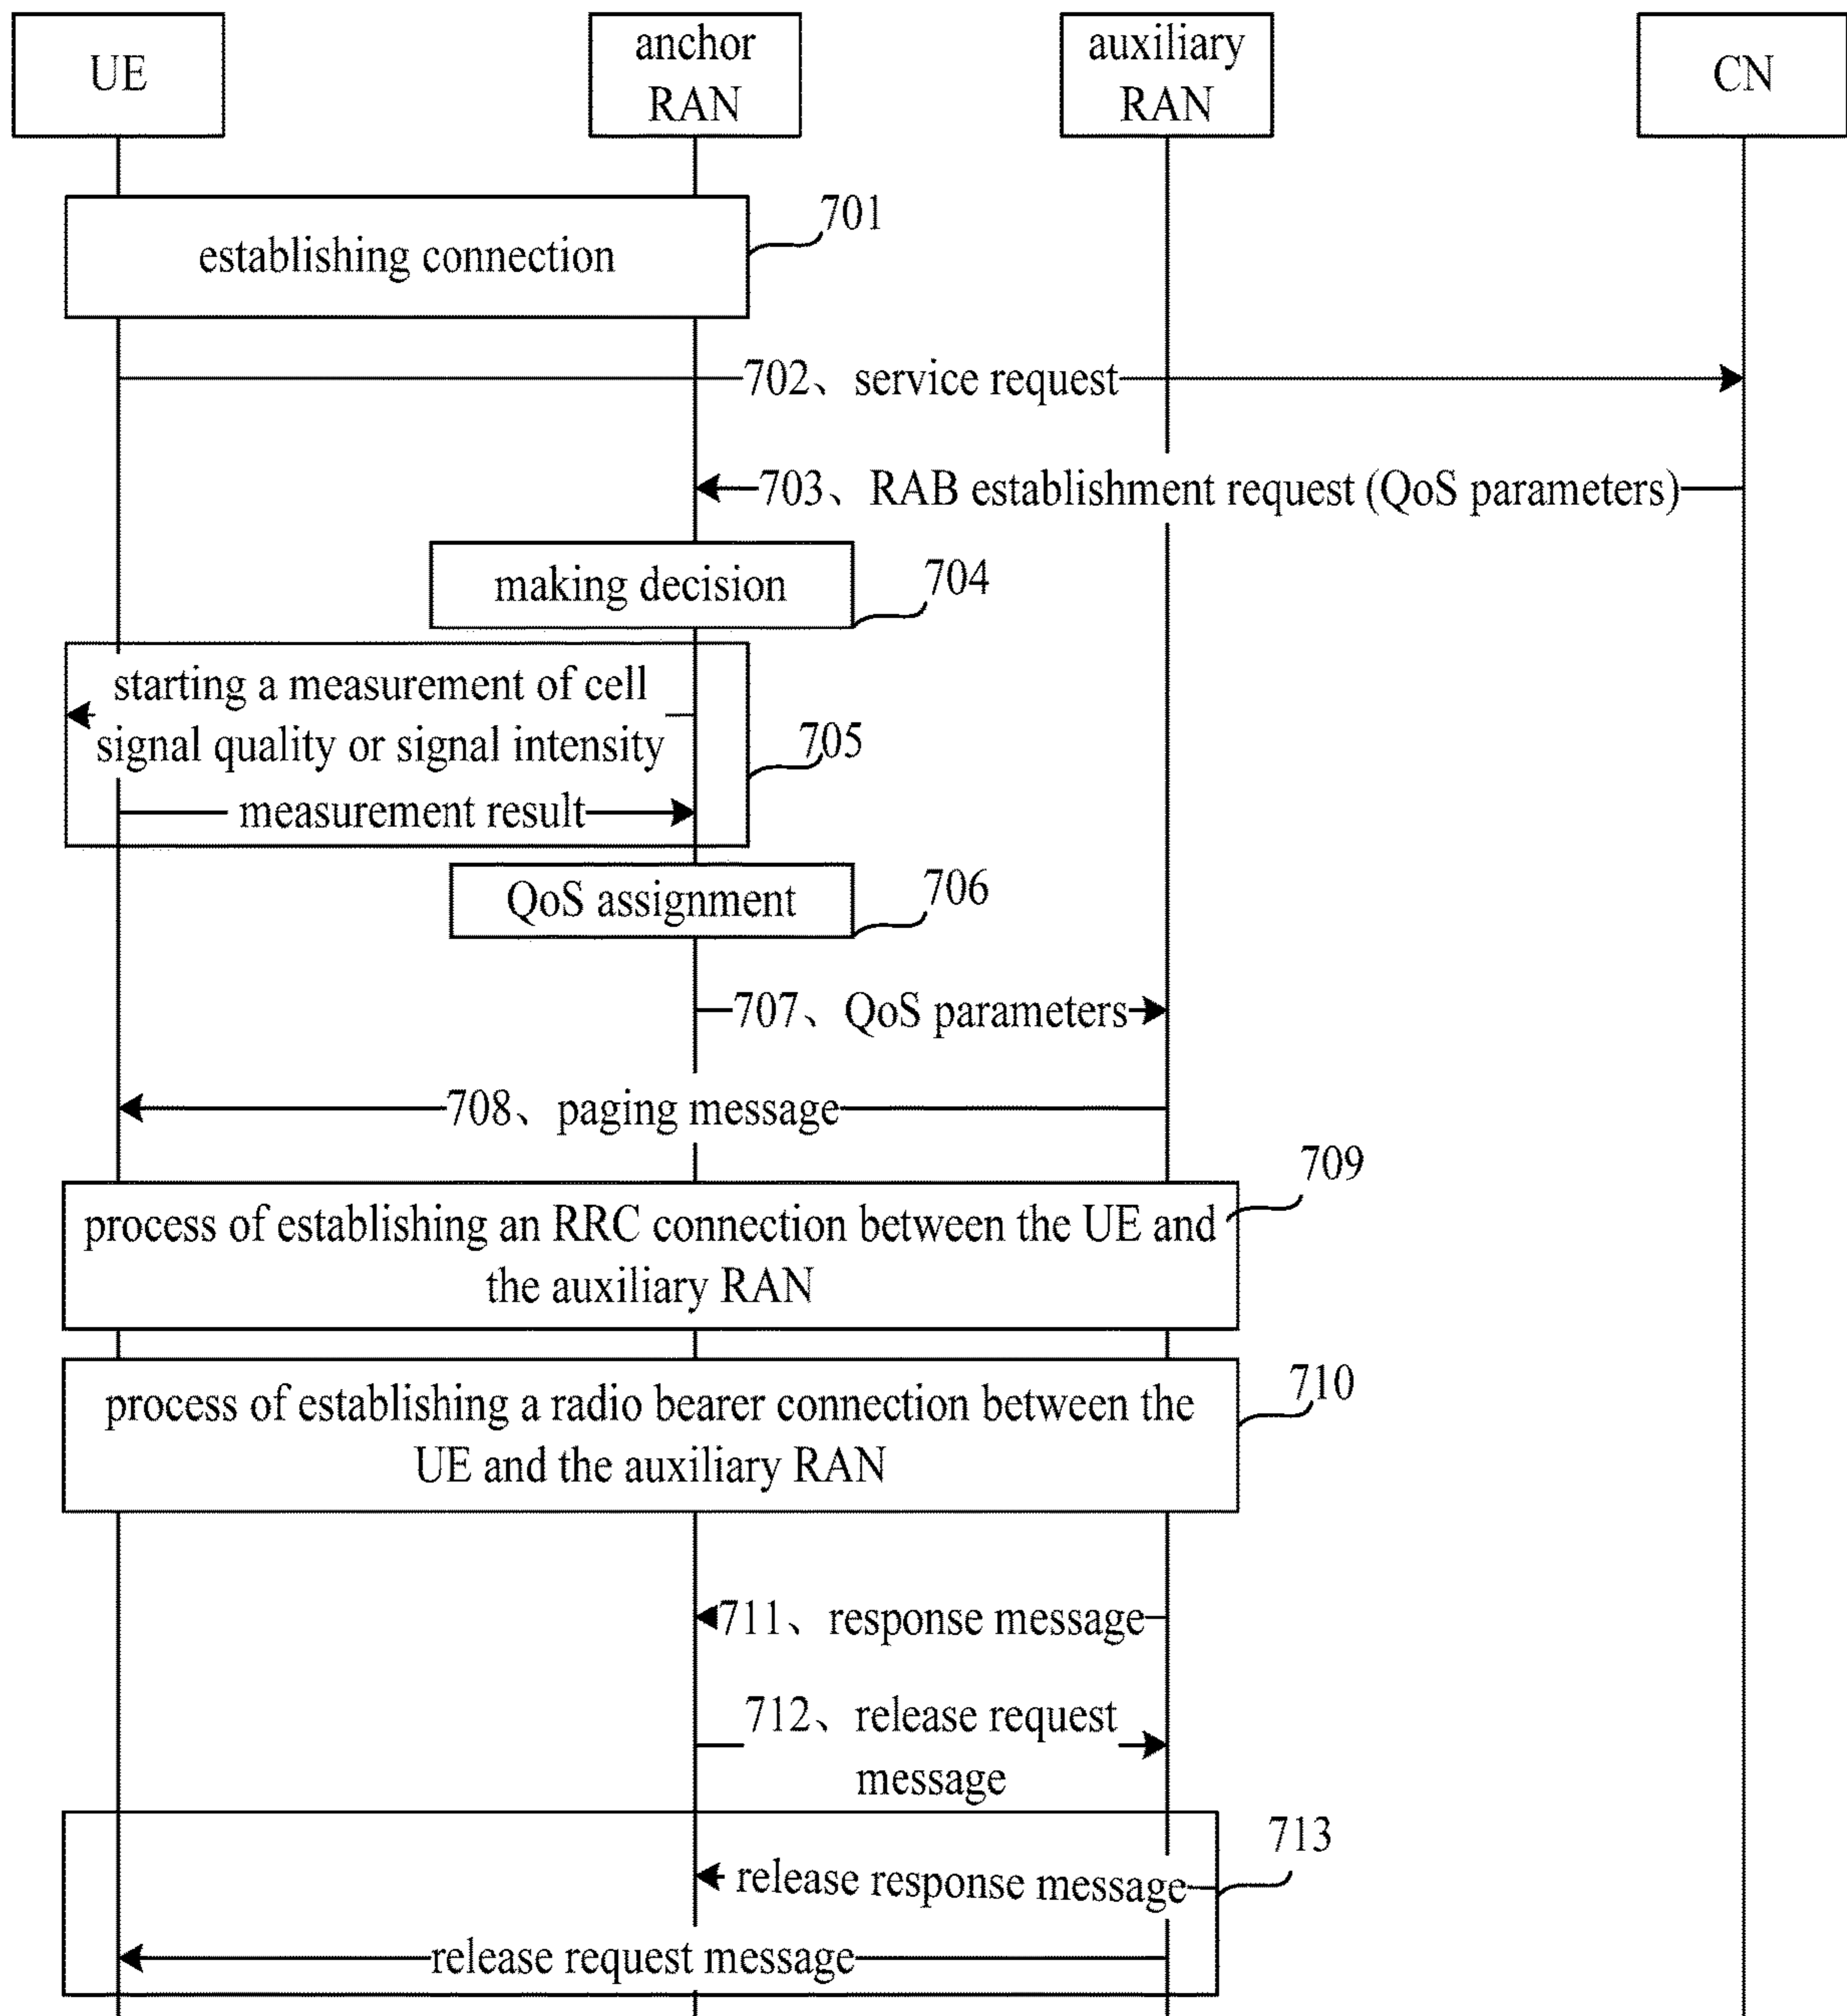 UE
anchor
RAN
auxiliary
RAN
CN
701
establishing connection
702、service request
703、RAB establishment request (QoS parameters)
making decision
704
starting a measurement of cell
signal quality or signal intensity
705
measurement result
QoS assignment
706
707、QoS parameters
708、paging message
709
process of establishing an RRC connection between the UE and
the auxiliary RAN
process of establishing a radio bearer connection between the
UE and the auxiliary RAN
710
711、response message
712、release request
message
713
release response message
release request message